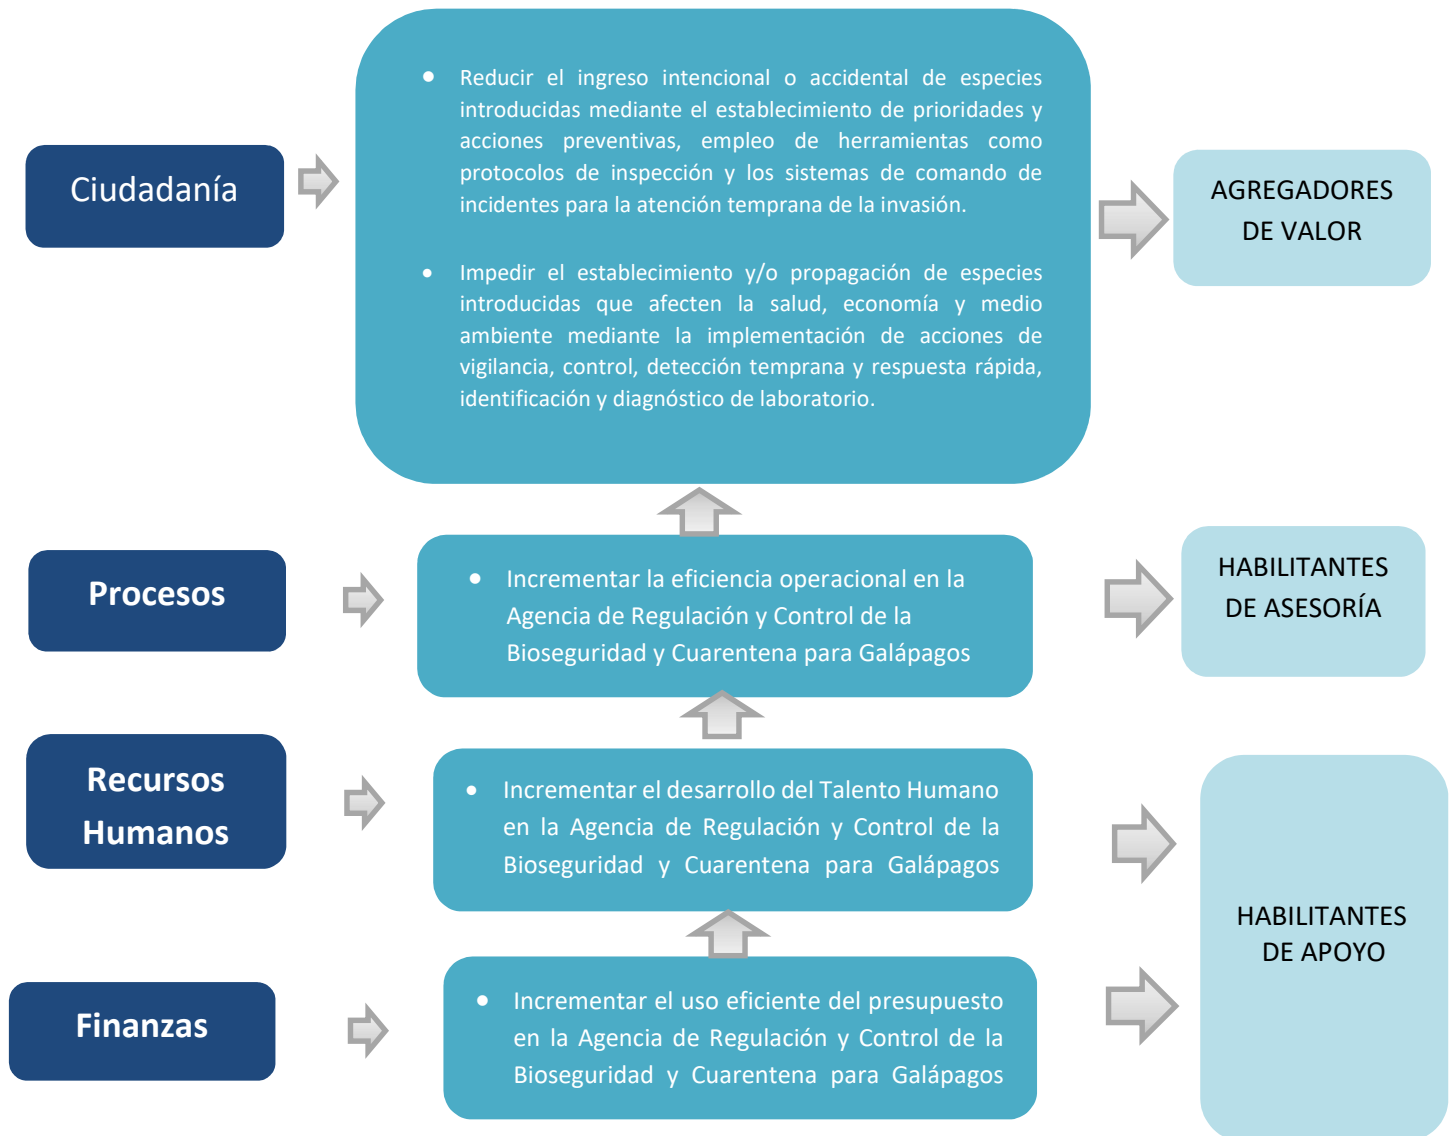 Ciudadanía
• Reducir el ingreso intencional o accidental de especies
introducidas mediante el establecimiento de prioridades y
acciones preventivas, empleo de herramientas como
protocolos de inspección y los sistemas de comando de
incidentes para la atención temprana de la invasión.
• Impedir el establecimiento y/o propagación de especies
introducidas que afecten la salud, economía y medio
ambiente mediante la implementación de acciones de
vigilancia, control, detección temprana y respuesta rápida,
identificación y diagnóstico de laboratorio.
AGREGADORES
DE VALOR
Procesos
• Incrementar la eficiencia operacional en la
Agencia de Regulación y Control de la
Bioseguridad y Cuarentena para Galápagos
HABILITANTES
DE ASESORÍA
Recursos
Humanos
• Incrementar el desarrollo del Talento Humano
en la Agencia de Regulación y Control de la
Bioseguridad y Cuarentena para Galápagos
HABILITANTES
DE APOYO
Finanzas
• Incrementar el uso eficiente del presupuesto
en la Agencia de Regulación y Control de la
Bioseguridad y Cuarentena para Galápagos